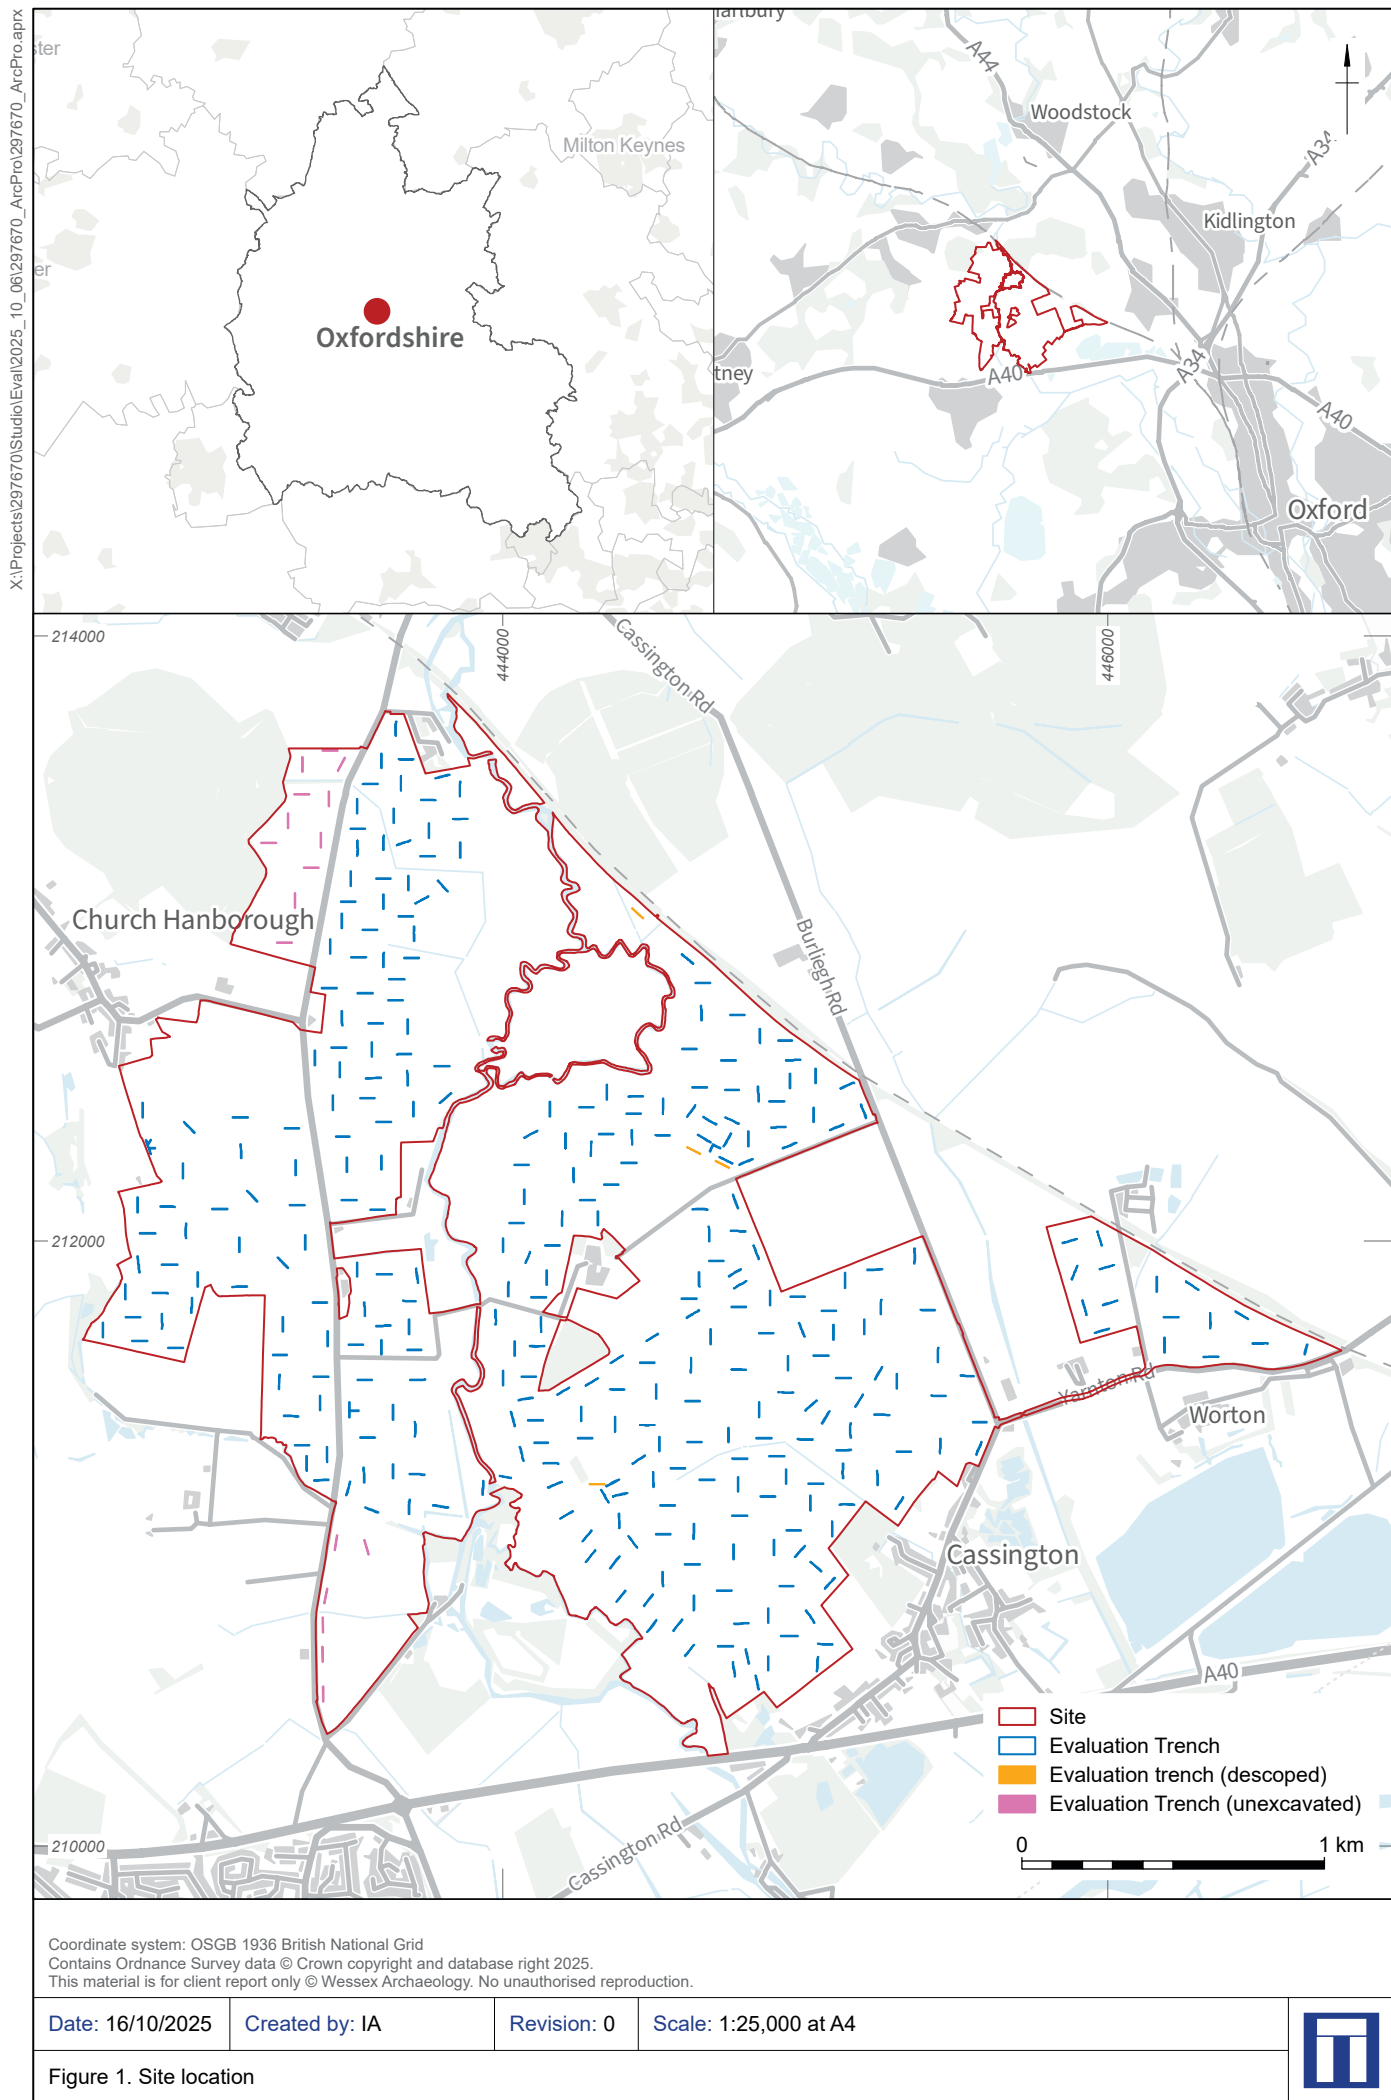 X:\Projects\297670\Studio\Eval\2025_10_06\297670_ArcPro\297670_ArcPro.aprx
ster
Milton Keynes
er
Oxfordshire
A44
Woodstock
A34
Kidlington
tney
A40
A34
A40
Oxford
214000
444000
Cassington Rd
446000
Church Hanborough
Burliegh Rd
212000
Yarnton Rd
Worton
Cassington
A40
Site
Evaluation Trench
Evaluation trench (descoped)
Evaluation Trench (unexcavated)
0 1 km
210000
Cassington Rd
Coordinate system: OSGB 1936 British National Grid
Contains Ordnance Survey data © Crown copyright and database right 2025.
This material is for client report only © Wessex Archaeology. No unauthorised reproduction.
Date: 16/10/2025 Created by: IA Revision: 0 Scale: 1:25,000 at A4
Figure 1. Site location